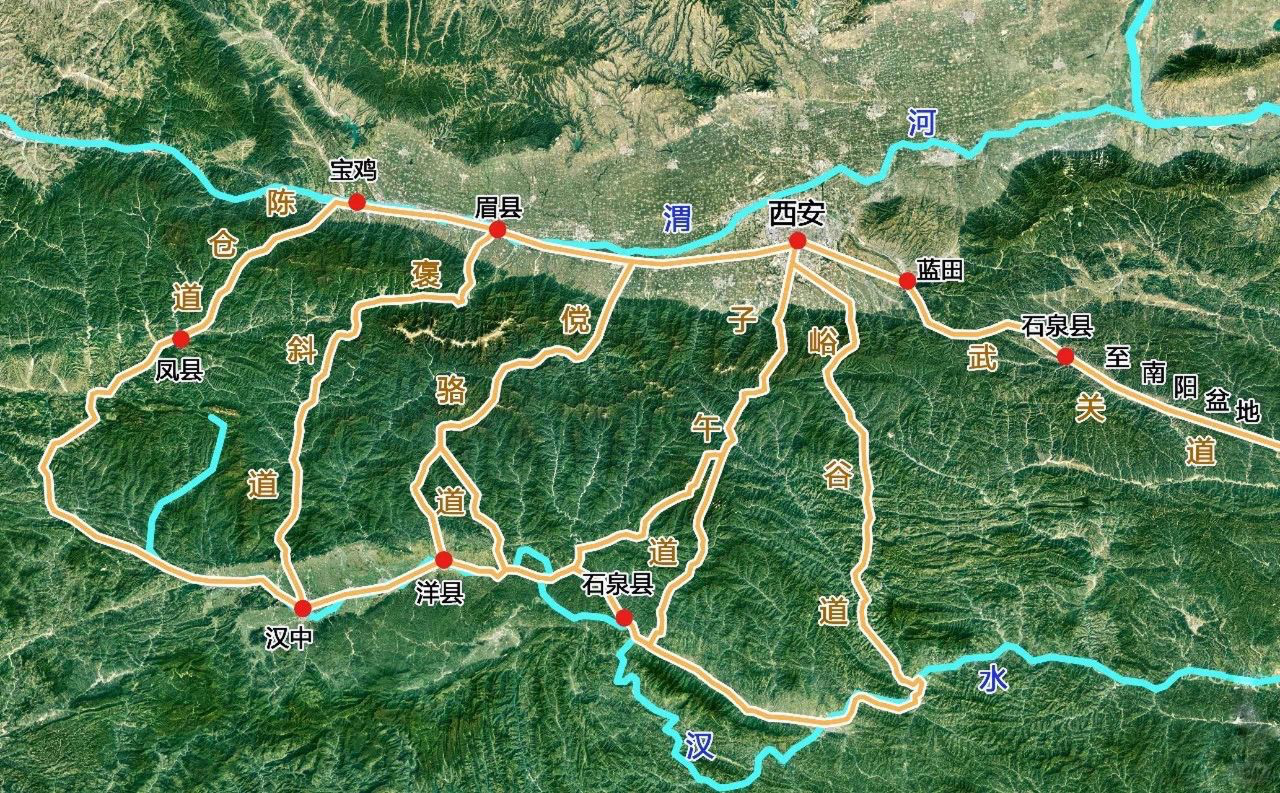 宝鸡
眉县
西安
蓝田
石泉县
凤县
汉中
洋县
石泉县
渭河
汉水
陈仓道
褒斜道
傥骆道
子午道
峪谷道
武关道
至南阳盆地